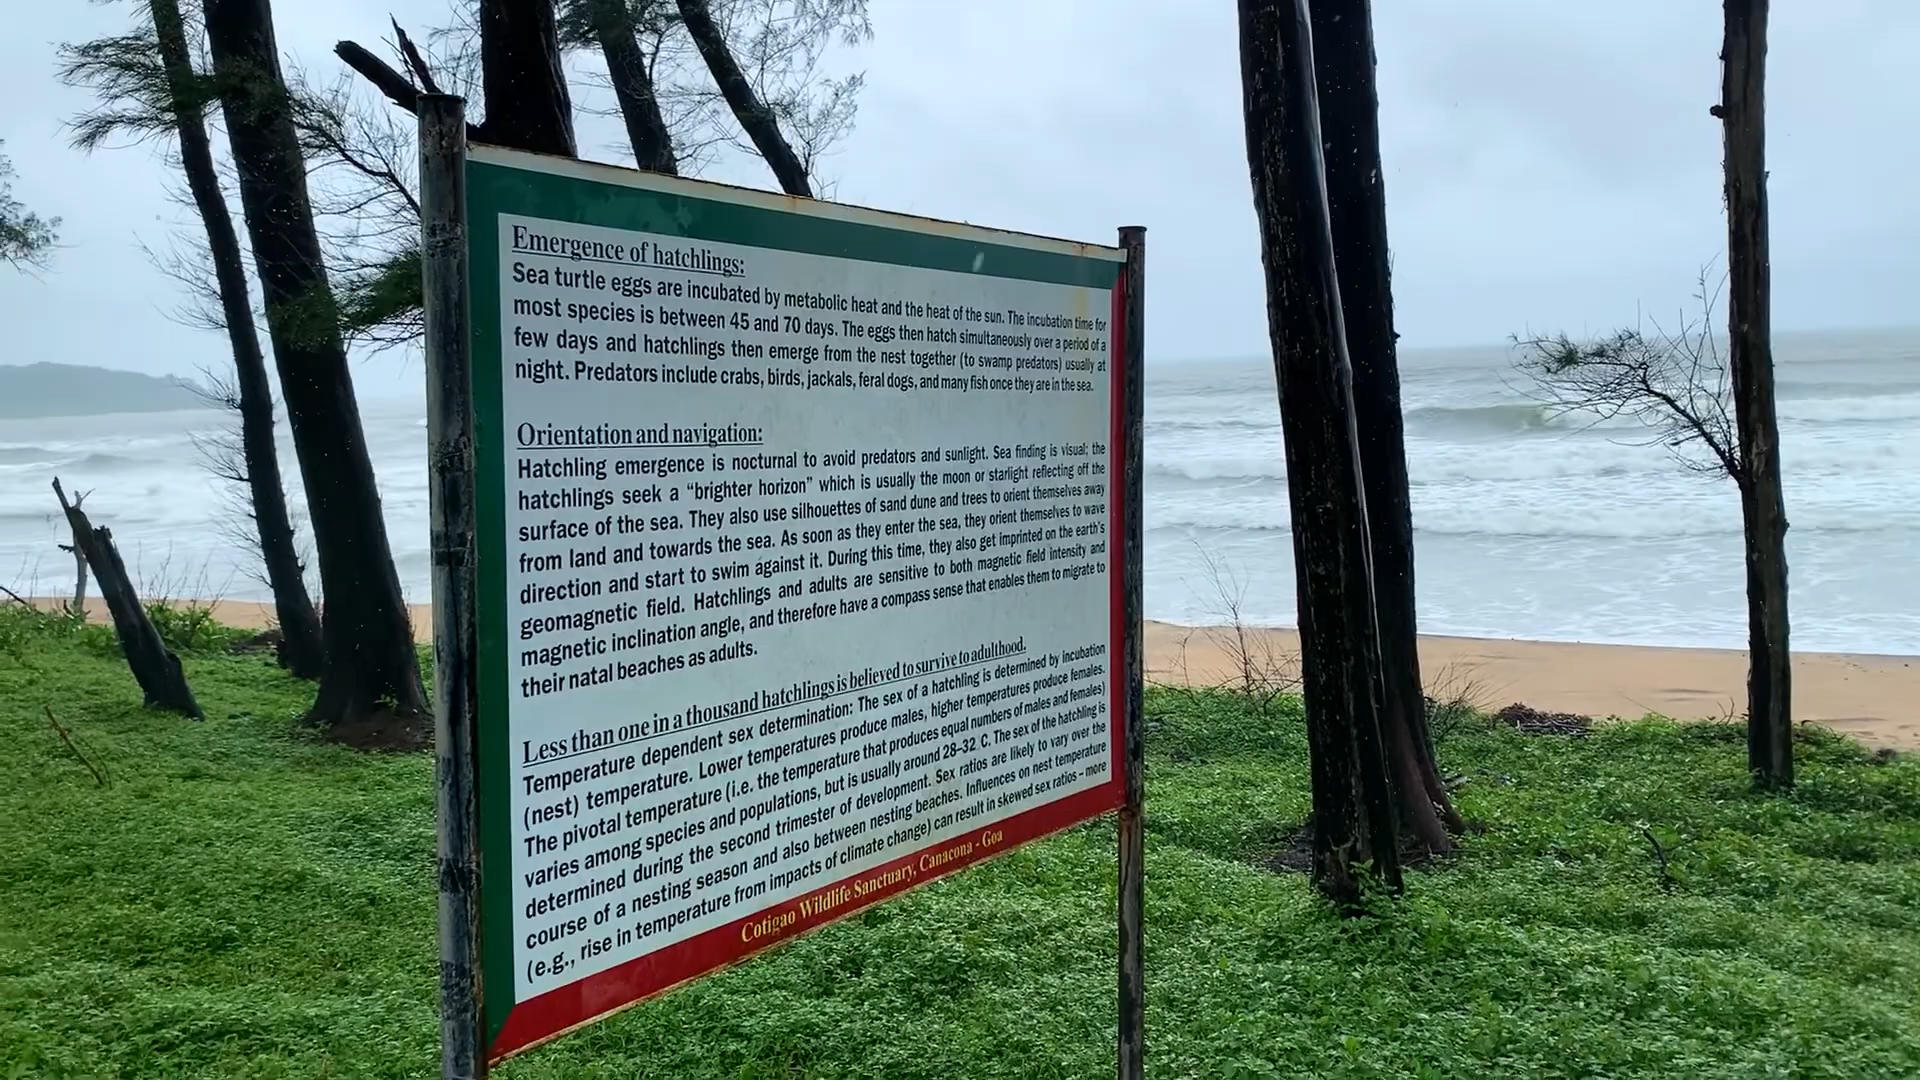 Emergence of hatchlings:
Sea turtle eggs are incubated by metabolic heat and the heat of the sun. The incubation time for
most species is between 45 and 70 days. The eggs then hatch simultaneously over a period of a
few days and hatchlings then emerge from the nest together (to swamp predators) usually at
night. Predators include crabs, birds, jackals, feral dogs, and many fish once they are in the sea.
Orientation and navigation:
Hatchling emergence is nocturnal to avoid predators and sunlight. Sea finding is visual; the
hatchlings seek a “brighter horizon” which is usually the moon or starlight reflecting off the
surface of the sea. They also use silhouettes of sand dune and trees to orient themselves away
from land and towards the sea. As soon as they enter the sea, they orient themselves to wave
direction and start to swim against it. During this time, they also get imprinted on the earth's
geomagnetic field. Hatchlings and adults are sensitive to both magnetic field intensity and
magnetic inclination angle, and therefore have a compass sense that enables them to migrate to
their natal beaches as adults.
Less than one in a thousand hatchlings is believed to survive to adulthood.
Temperature dependent sex determination: The sex of a hatchling is determined by incubation
(nest) temperature. Lower temperatures produce males, higher temperatures produce females.
The pivotal temperature (i.e. the temperature that produces equal numbers of males and females)
varies among species and populations, but is usually around 28–32 C. The sex of the hatchling is
determined during the second trimester of development. Sex ratios are likely to vary over the
course of a nesting season and also between nesting beaches. Influences on nest temperature
(e.g., rise in temperature from impacts of climate change) can result in skewed sex ratios – more
Cotigao Wildlife Sanctuary, Canacona - Goa